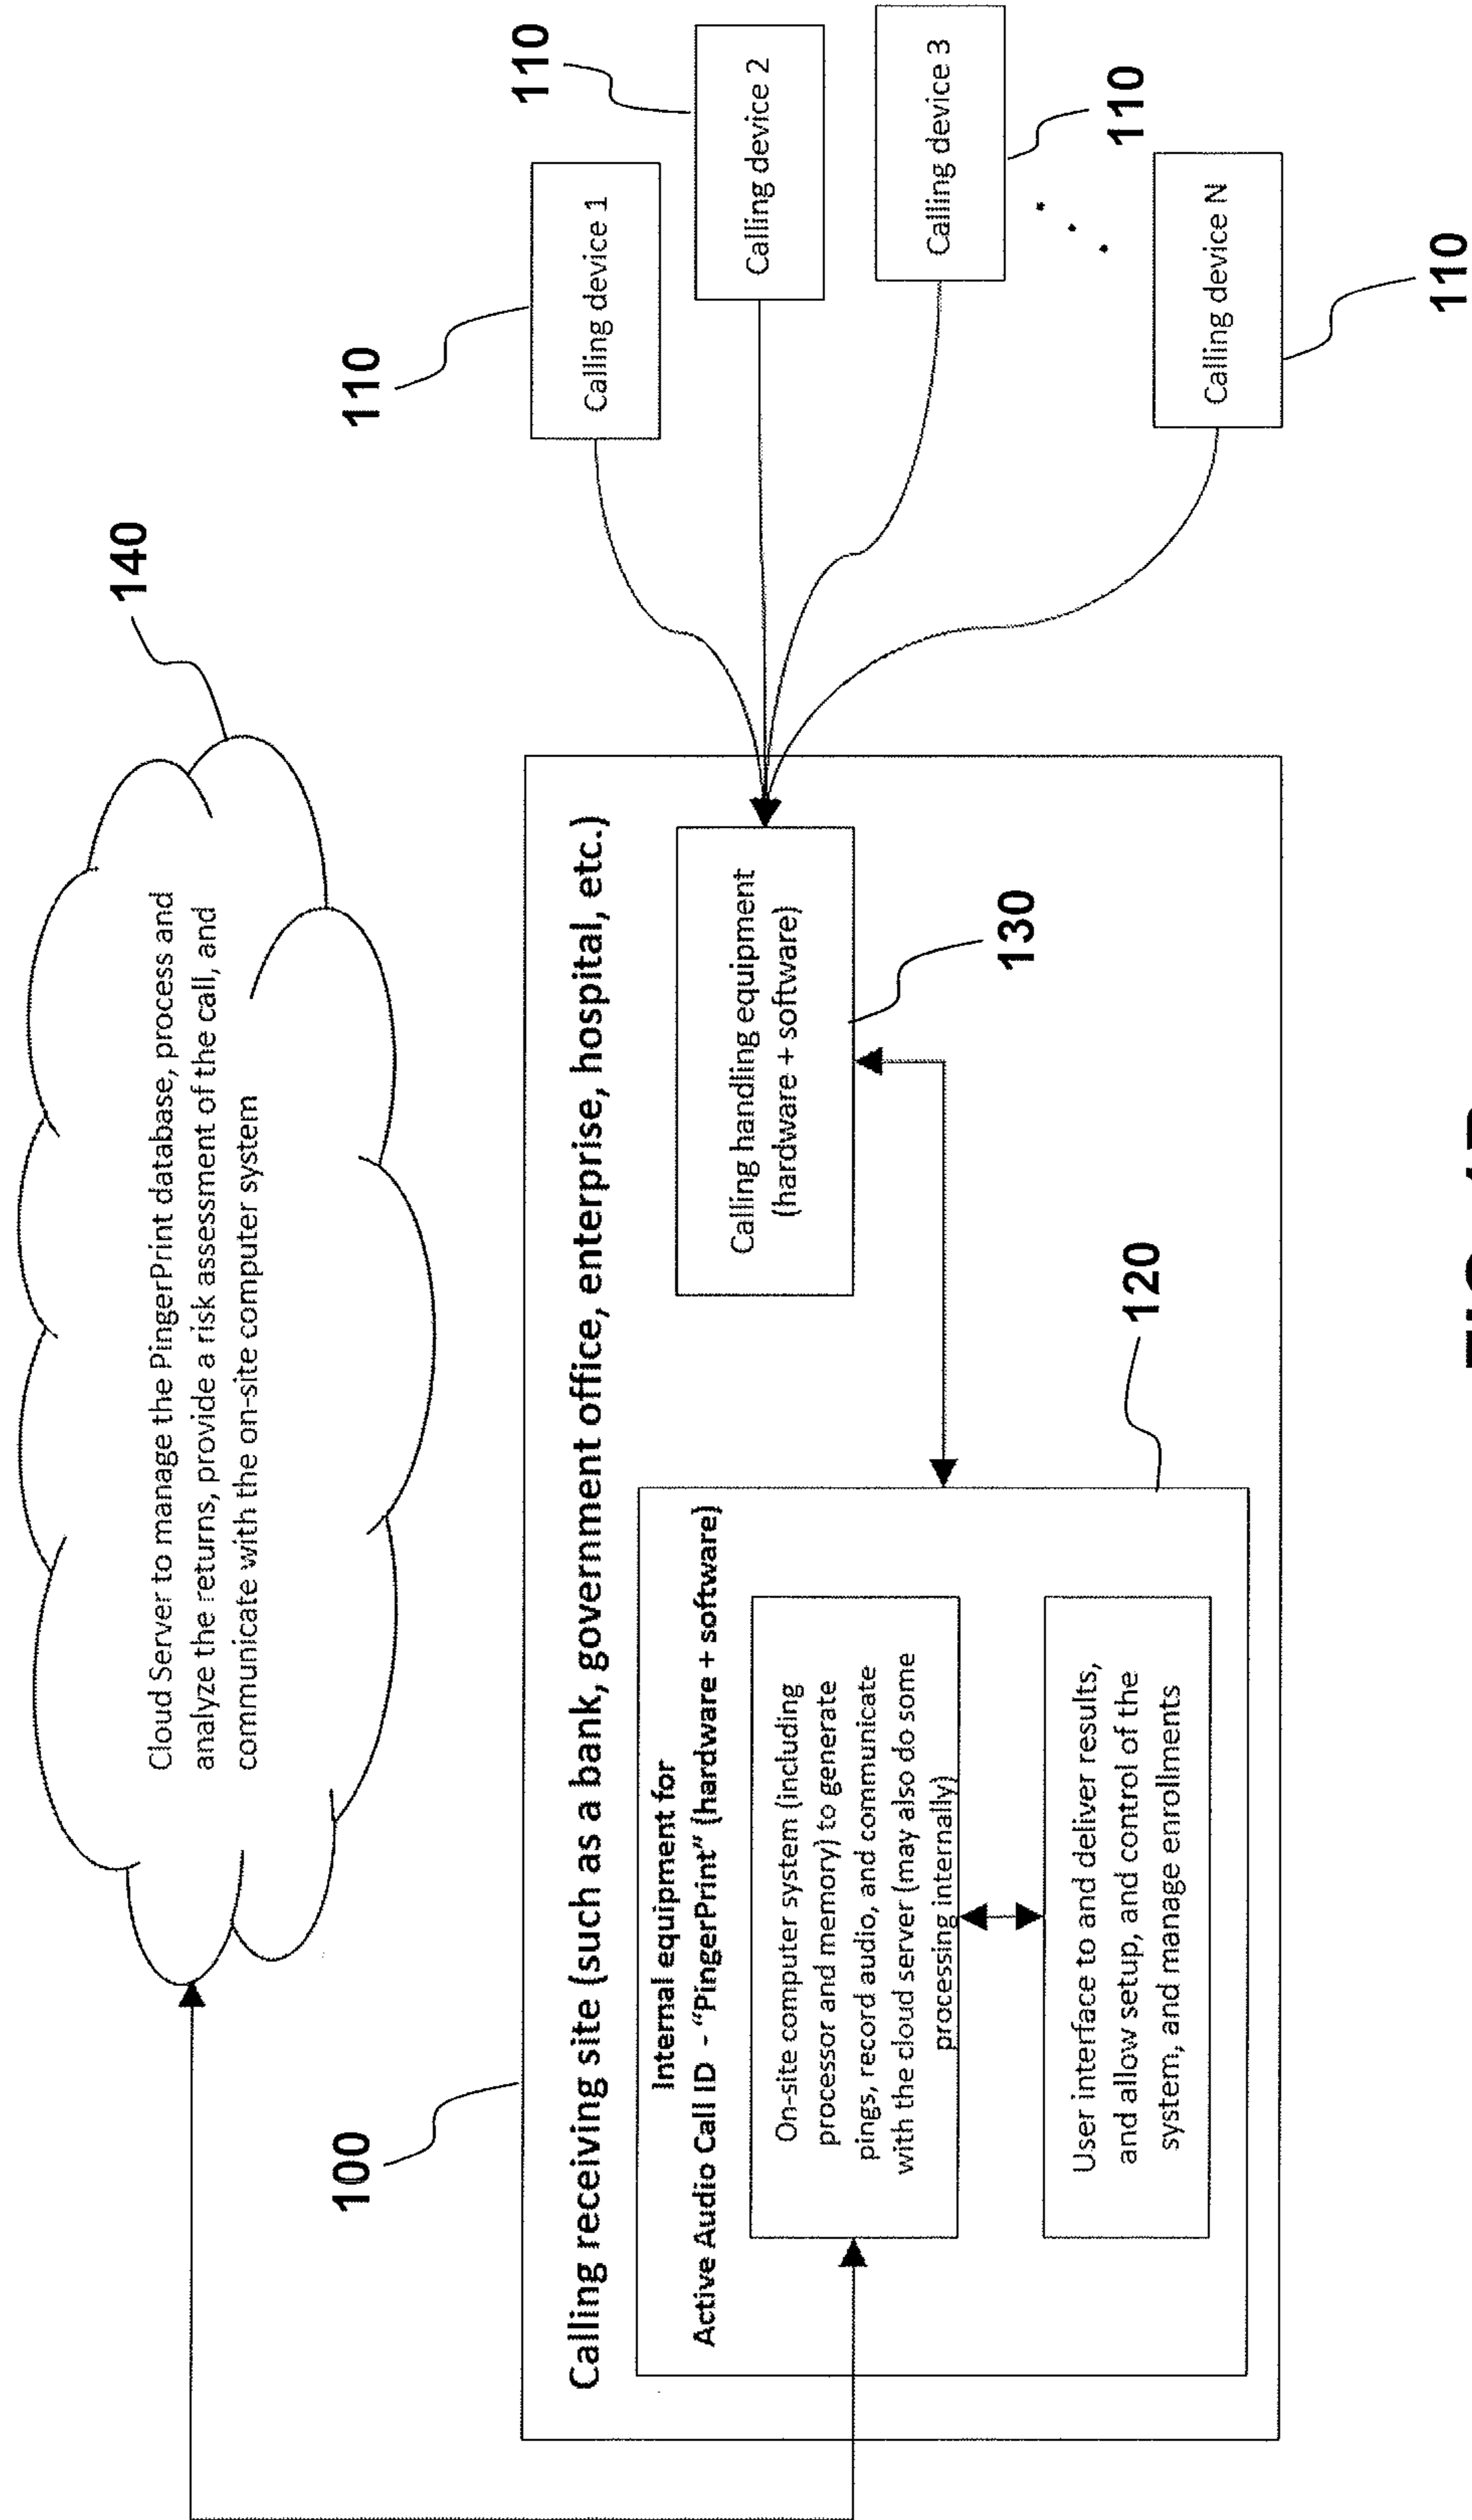 140
Cloud Server to manage the PingerPrint database, process and
analyze the returns, provide a risk assessment of the call, and
communicate with the on-site computer system
100
Calling receiving site (such as a bank, government office, enterprise, hospital, etc.)
Internal equipment for
Active Audio Call ID - “PingerPrint” (hardware + software)
On-site computer system (including
processor and memory) to generate
pings, record audio, and communicate
with the cloud server (may also do some
processing internally)
User interface to and deliver results,
and allow setup, and control of the
system, and manage enrollments
120
Calling handling equipment
(hardware + software)
130
110
Calling device 1
110
Calling device 2
Calling device 3
110
Calling device N
110